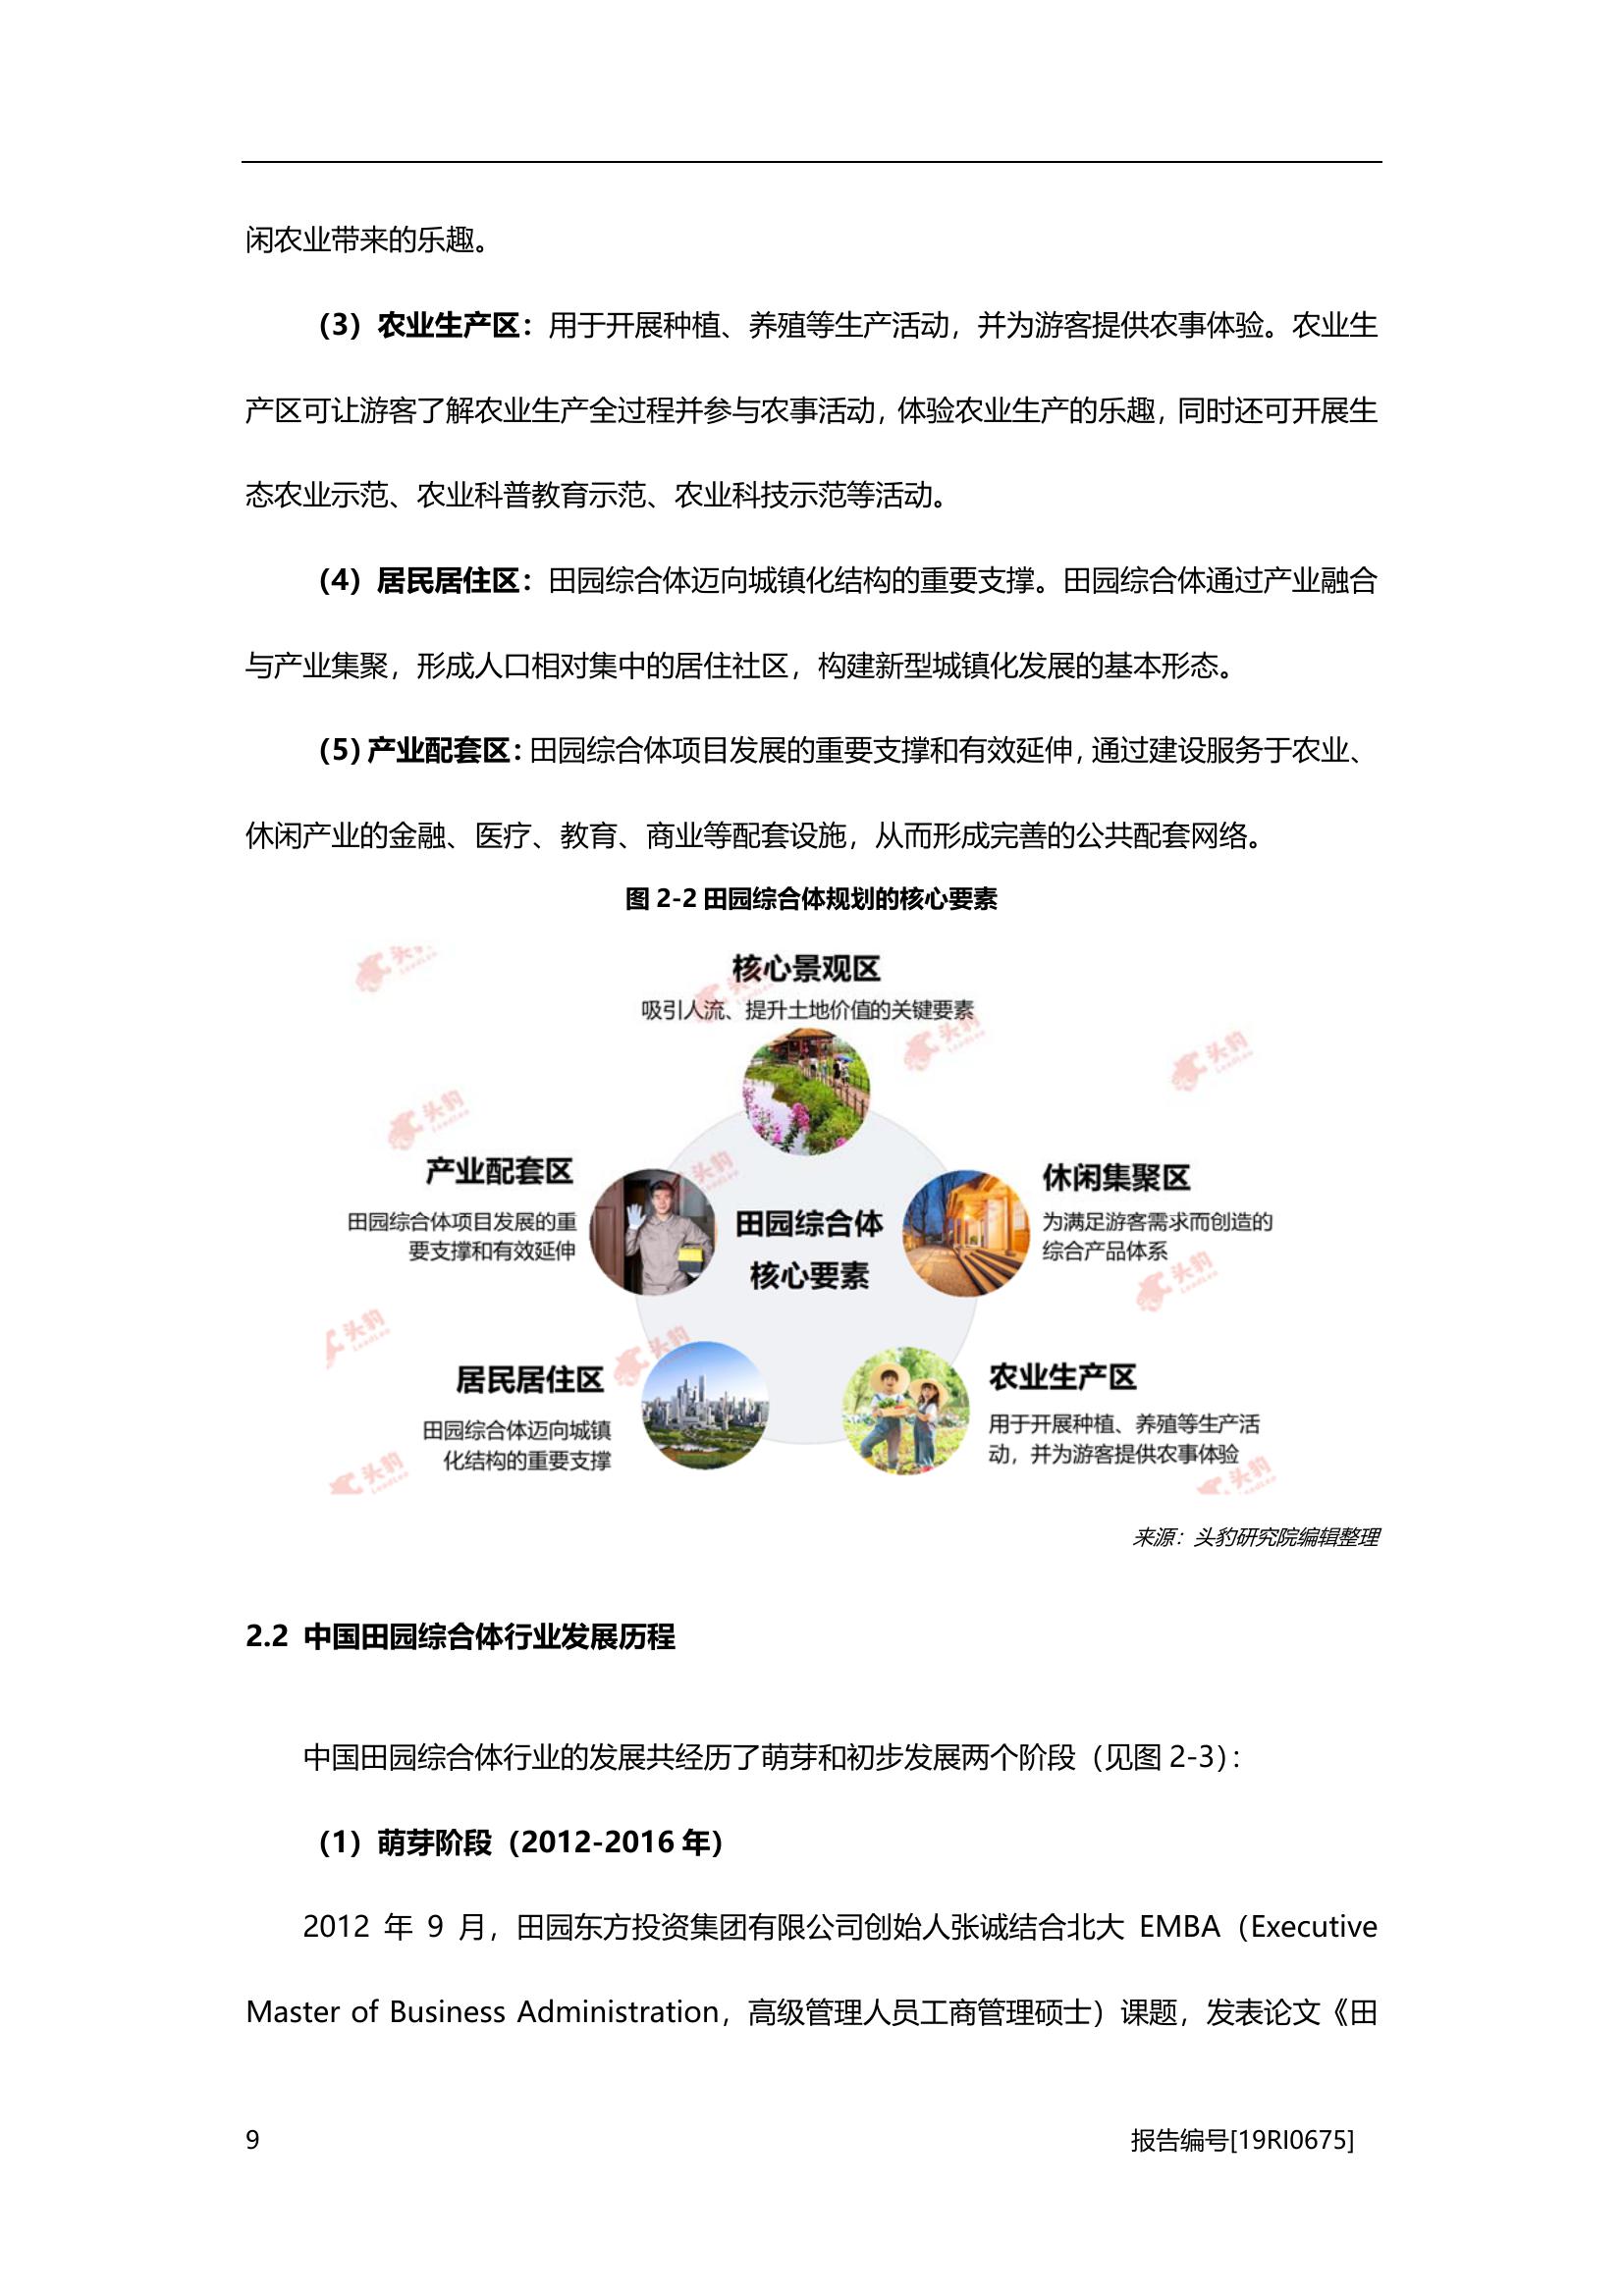 闲农业带来的乐趣。
（3）农业生产区：用于开展种植、养殖等生产活动，并为游客提供农事体验。农业生
产区可让游客了解农业生产全过程并参与农事活动，体验农业生产的乐趣，同时还可开展生
态农业示范、农业科普教育示范、农业科技示范等活动。
（4）居民居住区：田园综合体迈向城镇化结构的重要支撑。田园综合体通过产业融合
与产业集聚，形成人口相对集中的居住社区，构建新型城镇化发展的基本形态。
（5）产业配套区：田园综合体项目发展的重要支撑和有效延伸，通过建设服务于农业、
休闲产业的金融、医疗、教育、商业等配套设施，从而形成完善的公共配套网络。
图 2-2 田园综合体规划的核心要素
核心景观区
吸引人流、提升土地价值的关键要素
产业配套区
田园综合体项目发展的重
要支撑和有效延伸
田园综合体
核心要素
休闲集聚区
为满足游客需求而创造的
综合产品体系
居民居住区
田园综合体迈向城镇
化结构的重要支撑
农业生产区
用于开展种植、养殖等生产活
动，并为游客提供农事体验
头豹
LeadLeo
来源：头豹研究院编辑整理
2.2 中国田园综合体行业发展历程
中国田园综合体行业的发展共经历了萌芽和初步发展两个阶段（见图 2-3）：
（1）萌芽阶段（2012-2016 年）
2012 年 9 月，田园东方投资集团有限公司创始人张诚结合北大 EMBA（Executive
Master of Business Administration，高级管理人员工商管理硕士）课题，发表论文《田
9
报告编号[19RI0675]